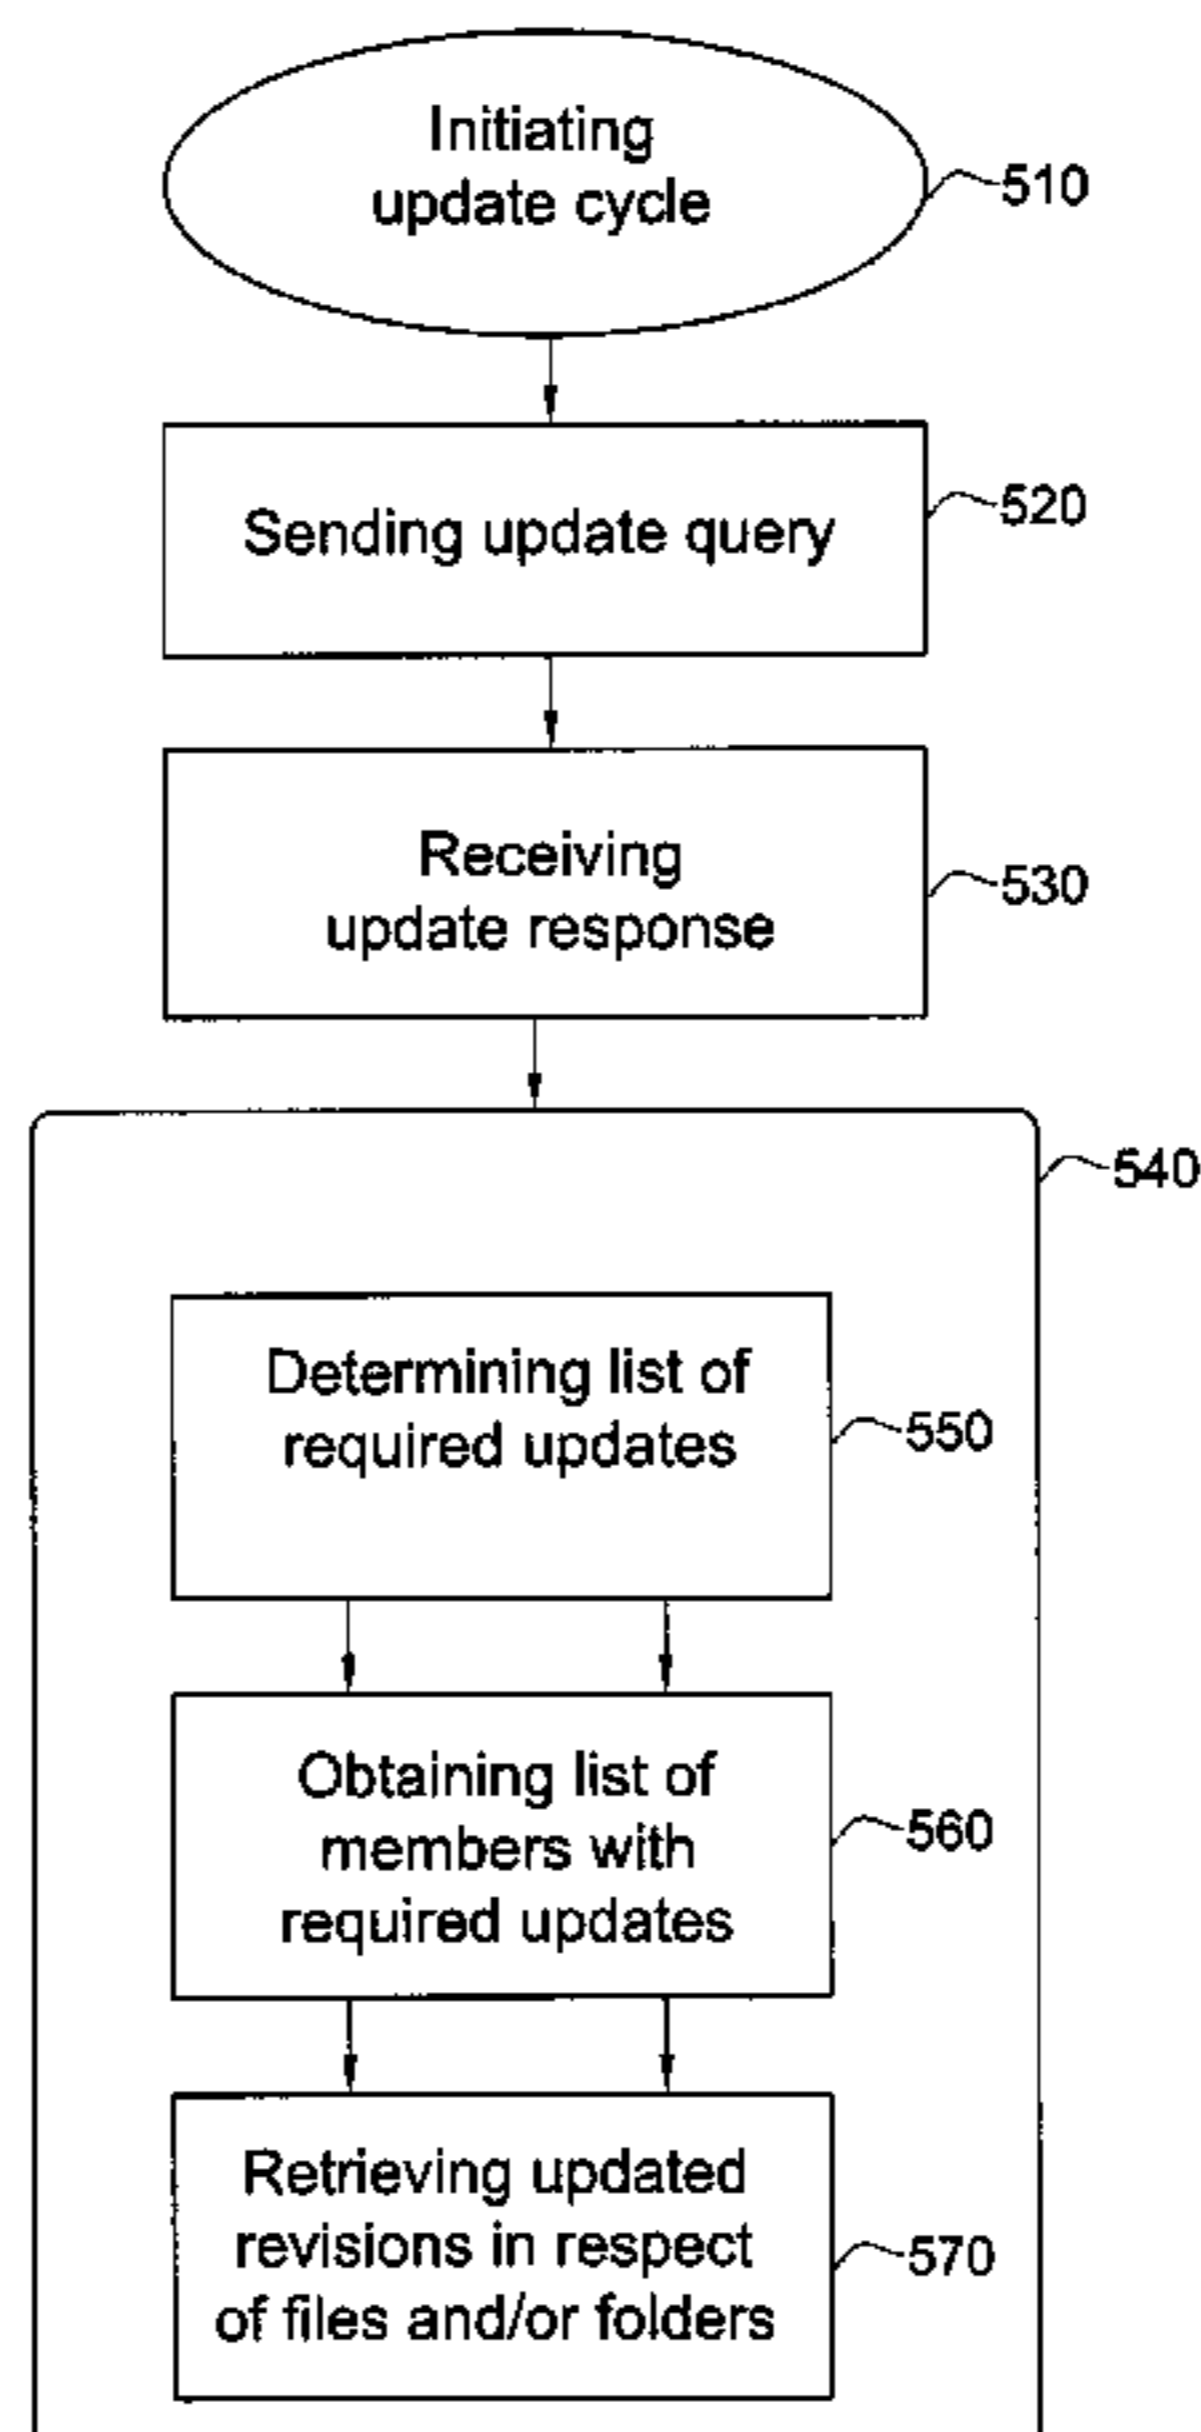 Initiating
update cycle
510
Sending update query
520
Receiving
update response
530
540
Determining list of
required updates
550
Obtaining list of
members with
required updates
560
Retrieving updated
revisions in respect
of files and/or folders
570